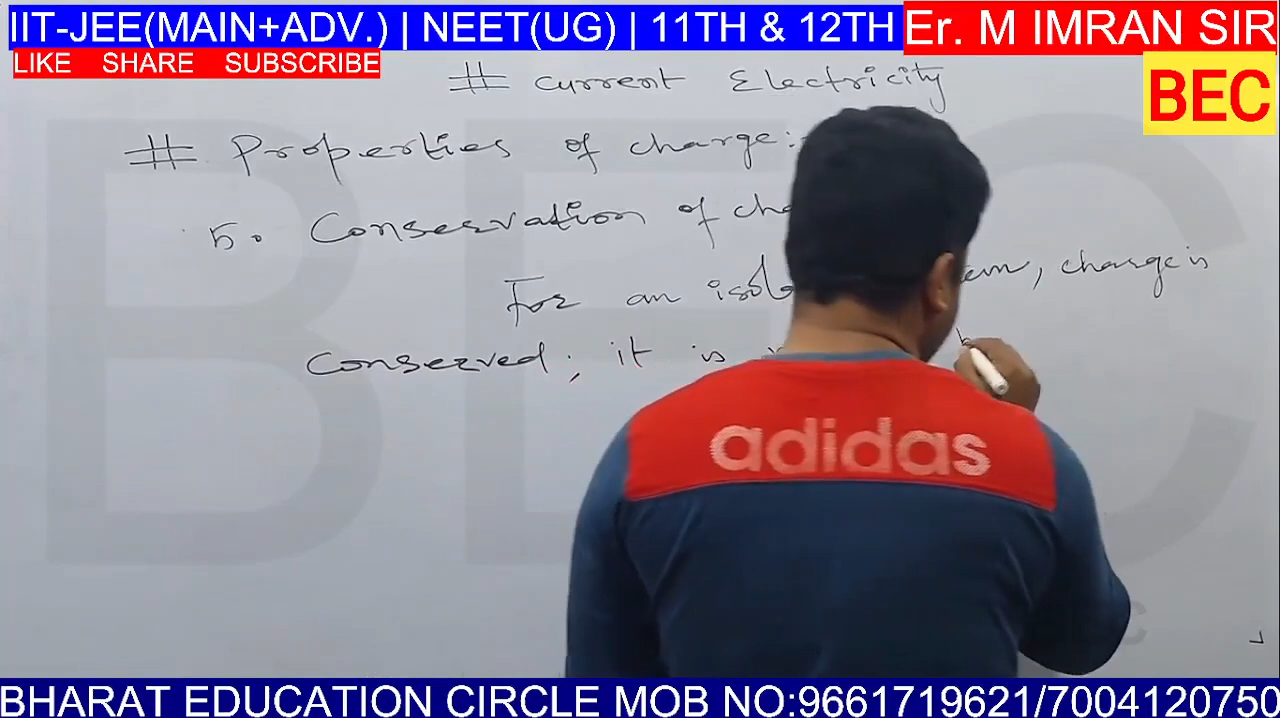 IIT-JEE(MAIN+ADV.) | NEET(UG) | 11TH & 12TH Er. M IMRAN SIR
LIKE SHARE SUBSCRIBE
BEC
# Current Electricity
# Properties of charge:-
5. Conservation of cha
For an isol em, charge is
Conserved; it is
adidas
BEC
BHARAT EDUCATION CIRCLE MOB NO:9661719621/7004120750